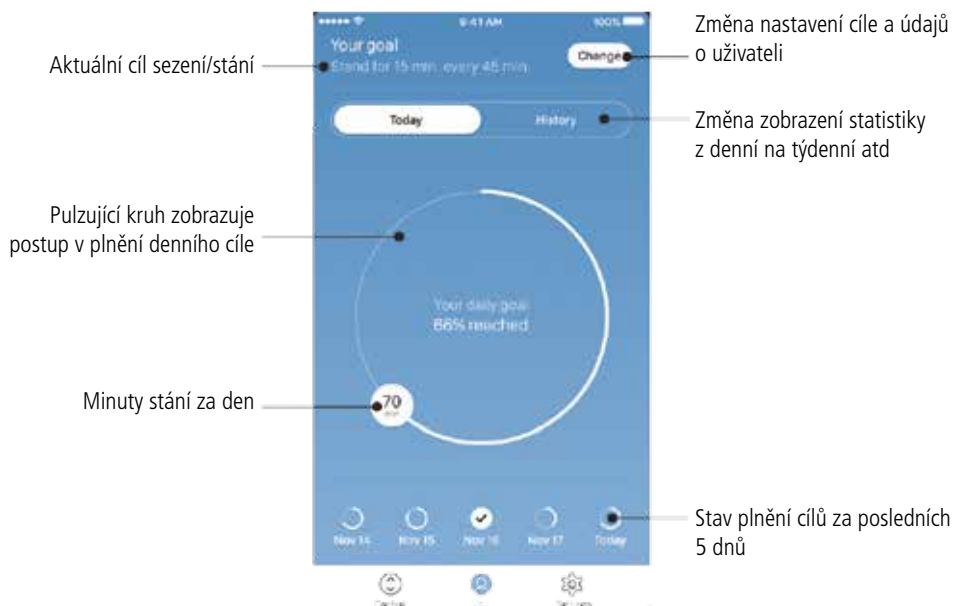 9:41 AM
100%
Your goal
Stand for 15 min. every 45 min.
Change
Today
History
Your daily goal
66% reached
70
Nov 14
Nov 15
Nov 16
Nov 17
Today
Aktuální cíl sezení/stání
Pulzující kruh zobrazuje
postup v plnění denního cíle
Minuty stání za den
Změna nastavení cíle a údajů
o uživateli
Změna zobrazení statistiky
z denní na týdenní atd
Stav plnění cílů za posledních
5 dnů